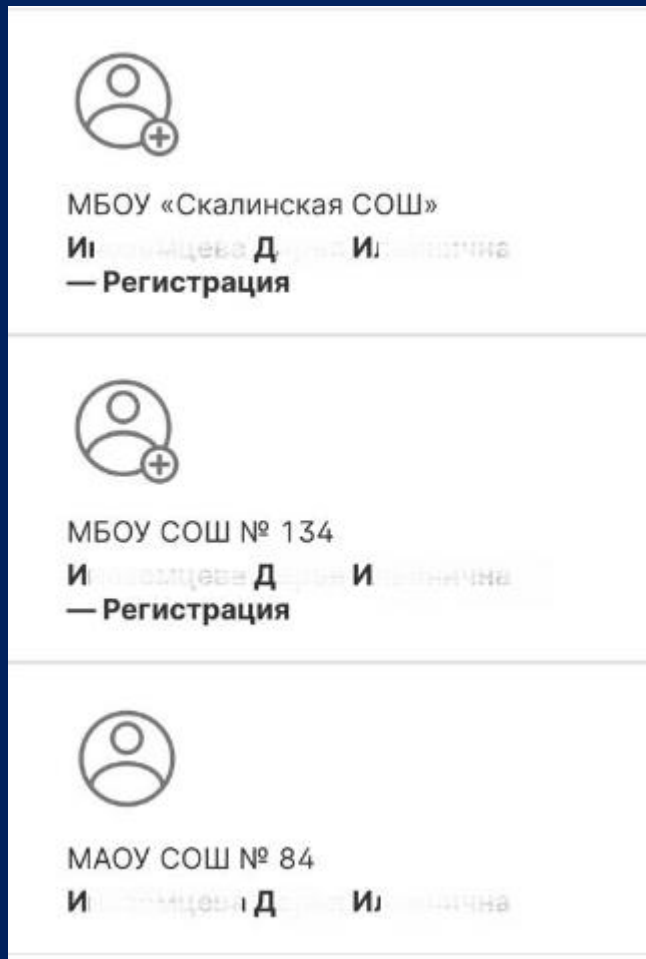 МБОУ «Скалинская СОШ»
И Д И
— Регистрация
МБОУ СОШ № 134
И Д И
— Регистрация
МАОУ СОШ № 84
И Д И